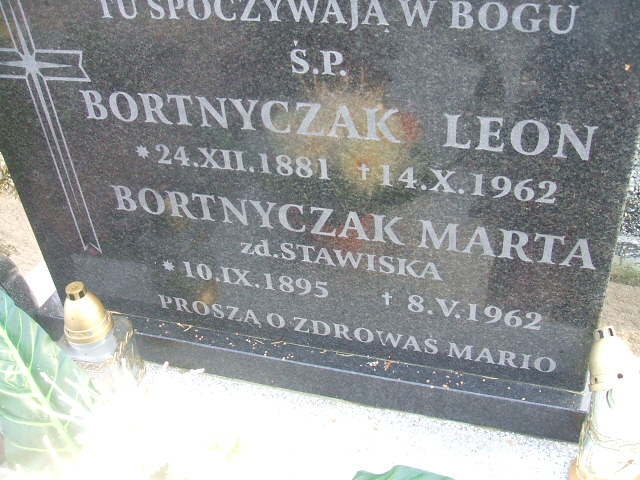 TU SPOCZYWAJĄ W BOGU
Ś.P.
BORTNYCZAK LEON
* 24.XII.1881 † 14.X.1962
BORTNYCZAK MARTA
zd.STAWISKA
* 10.IX.1895 † 8.V.1962
PROSZĄ O ZDROWAŚ MARIO